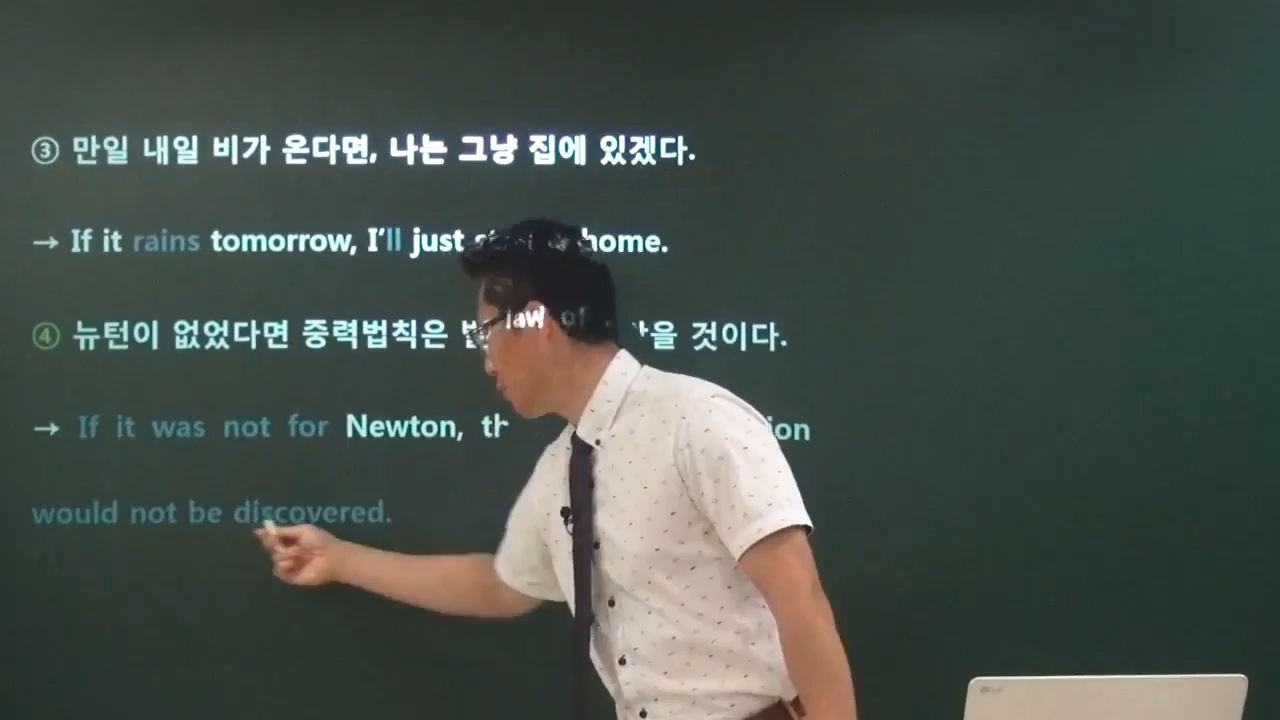 ③ 만일 내일 비가 온다면, 나는 그냥 집에 있겠다.
→ If it rains tomorrow, I'll just home.
④ 뉴턴이 없었다면 중력법칙은 을 것이다.
→ If it was not for Newton, law of
would not be discovered.